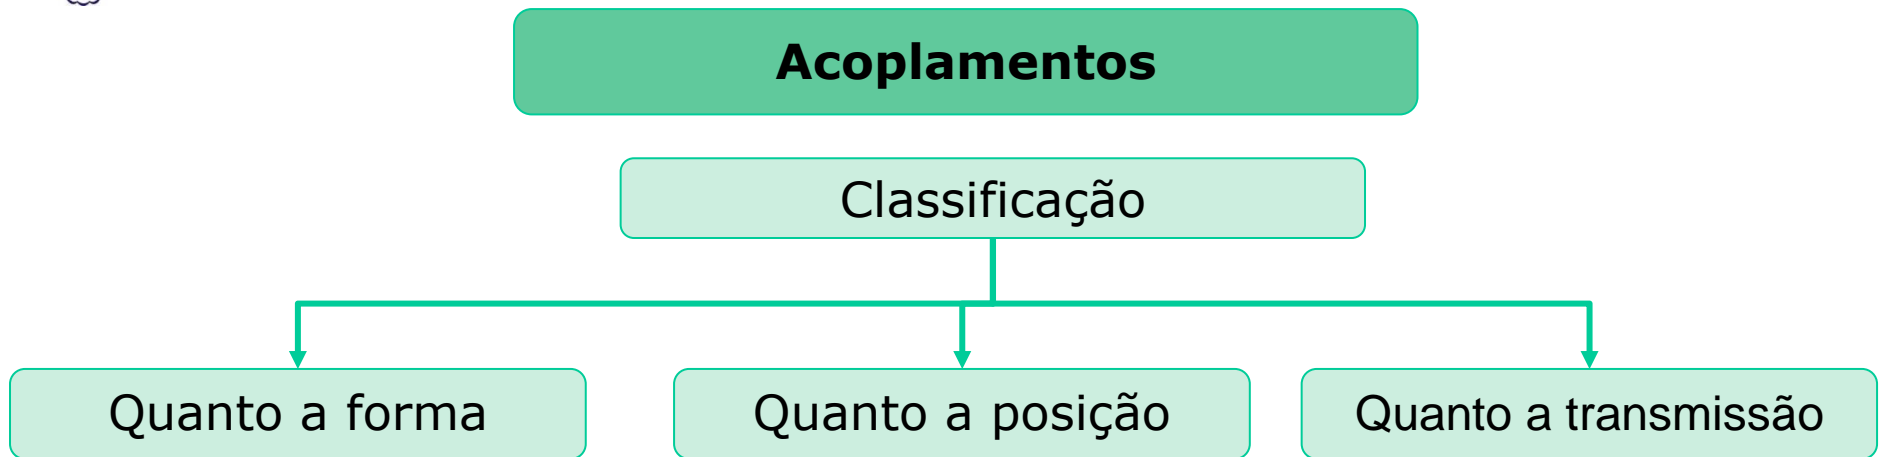 Acoplamentos
Classificação
Quanto a forma
Quanto a posição
Quanto a transmissão